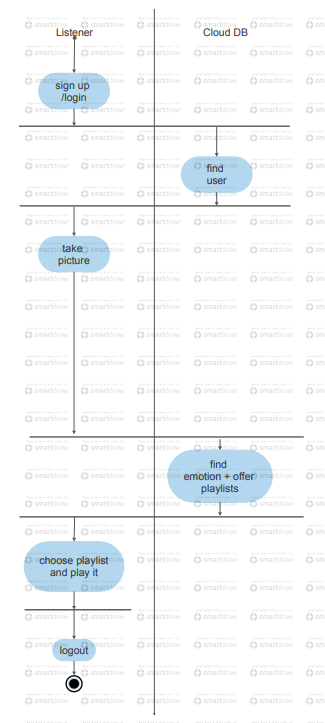 Listener
Cloud DB
sign up
/login
find
user
take
picture
find
emotion + offer
playlists
choose playlist
and play it
logout